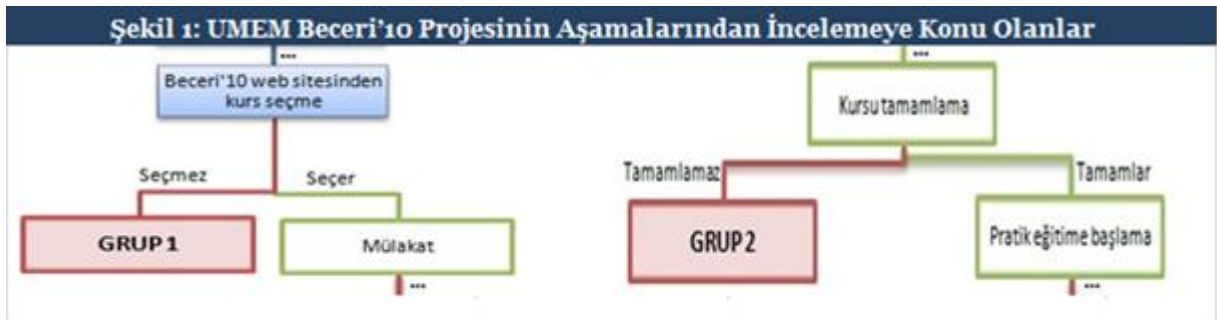 Şekil 1: UMEM Beceri'10 Projesinin Aşamalarından İncelemeye Konu Olanlar
...
Beceri'10 web sitesinden
kurs seçme
Seçmez
Seçer
GRUP 1
Mülakat
...
...
Kursu tamamlama
Tamamlamaz
Tamamlar
GRUP 2
Pratik eğitime başlama
...